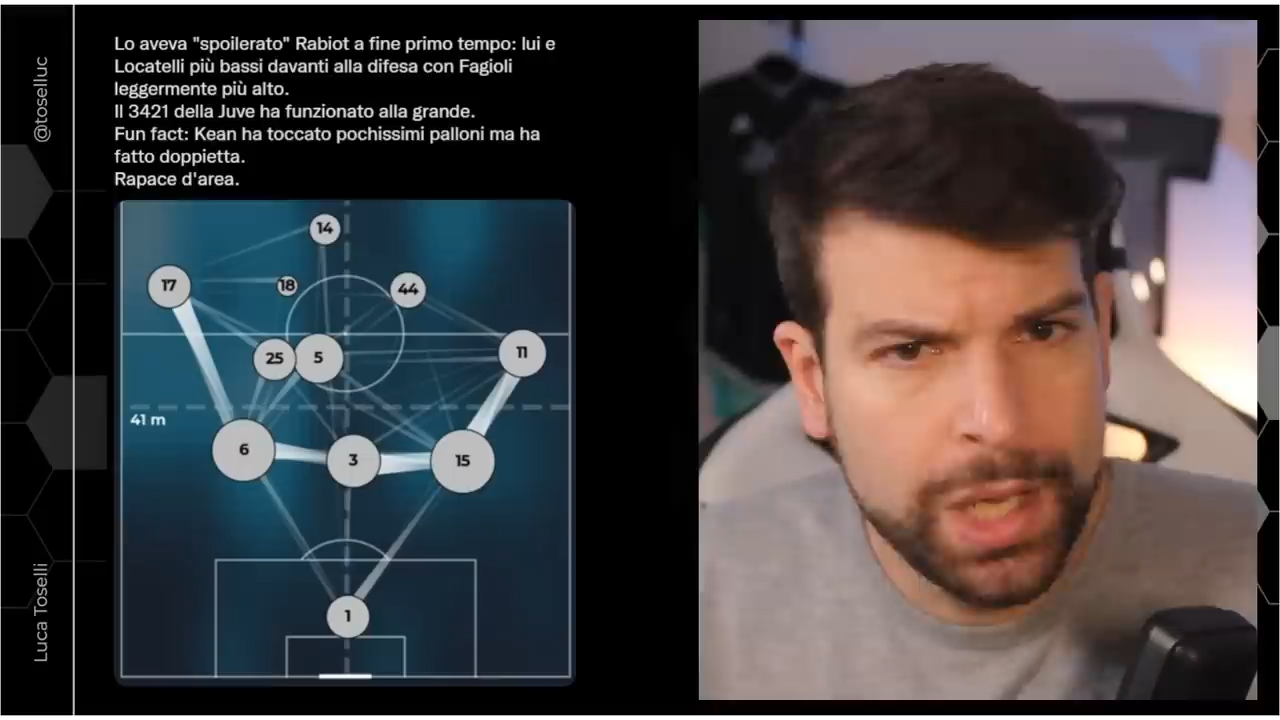 @toselluc
Luca Toselli
Lo aveva "spoilerato" Rabiot a fine primo tempo: lui e
Locatelli più bassi davanti alla difesa con Fagioli
leggermente più alto.
Il 3421 della Juve ha funzionato alla grande.
Fun fact: Kean ha toccato pochissimi palloni ma ha
fatto doppietta.
Rapace d'area.
14
17
18
44
25
5
11
41 m
6
3
15
1